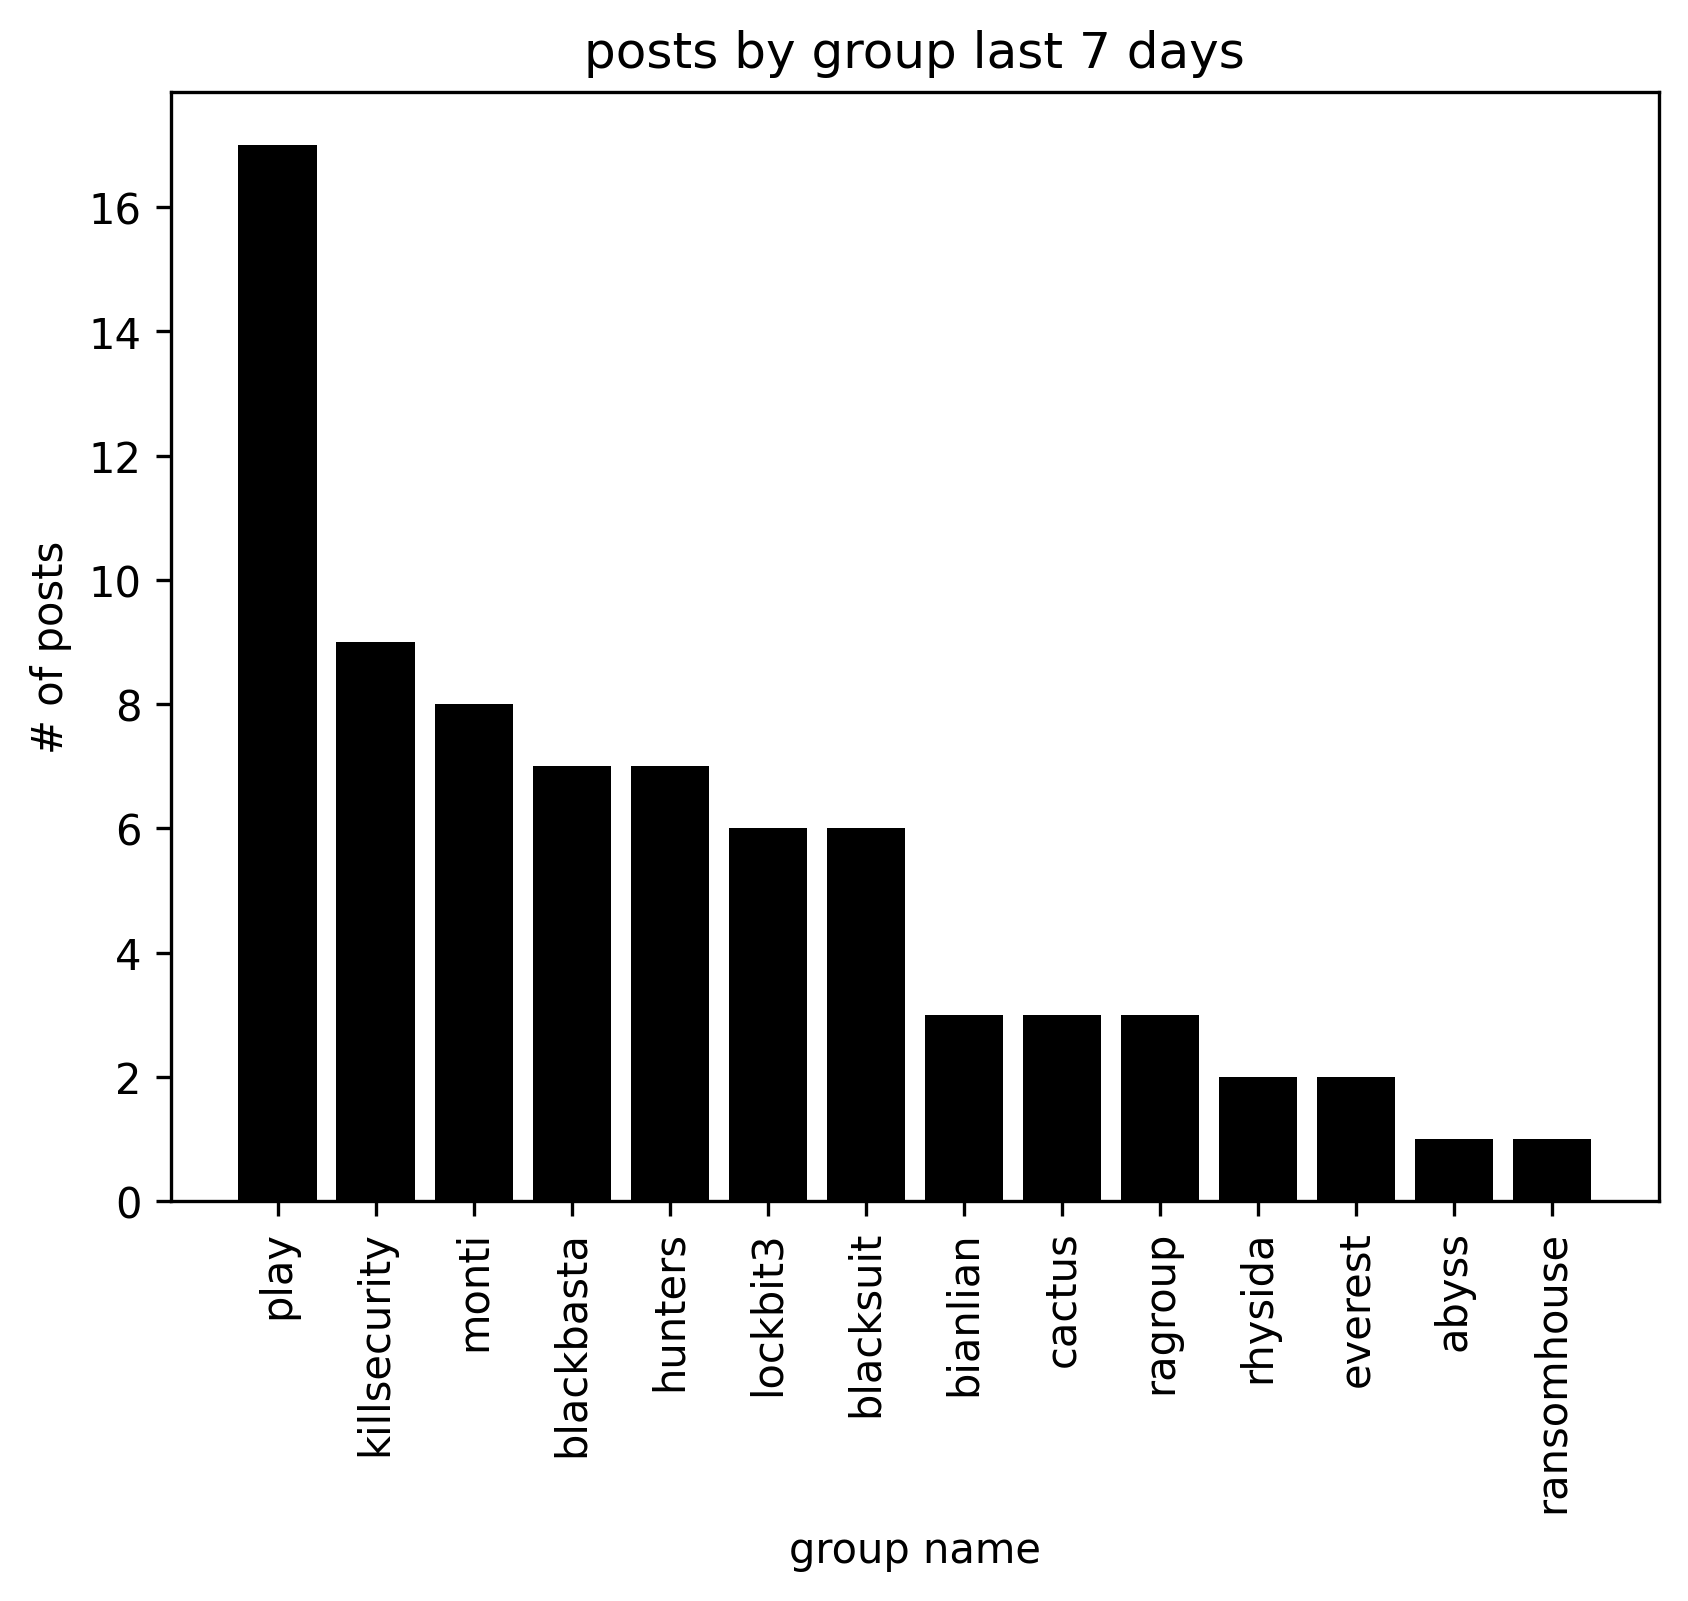 posts by group last 7 days
# of posts
16
14
12
10
8
6
4
2
0
play
killsecurity
monti
blackbasta
hunters
lockbit3
blacksuit
bianlian
cactus
ragroup
rhysida
everest
abyss
ransomhouse
group name